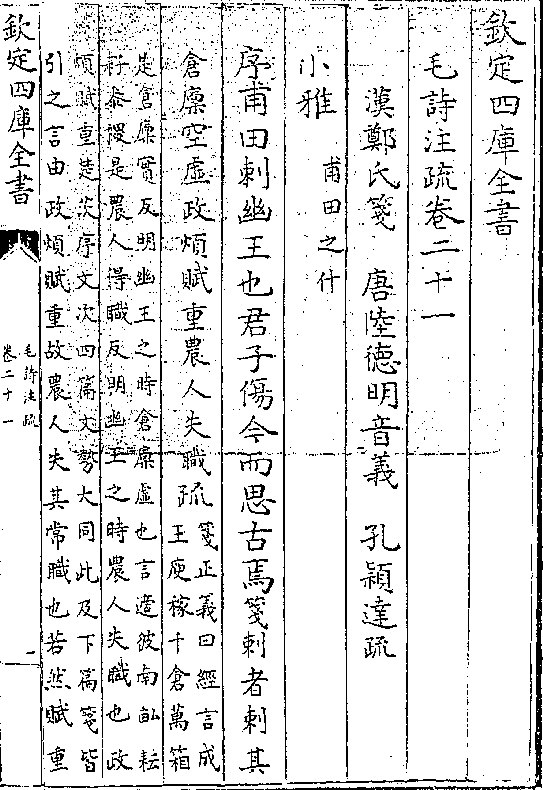 欽定四庫全書
毛詩注疏卷二十一
漢鄭氏箋 唐陸德明音義 孔穎達疏
小雅 甫田之什
序甫田刺幽王也君子傷今而思古焉箋刺者刺其
倉廩空虛政煩賦重農人失職疏箋正義曰經言成
王庾稼千倉萬箱
是倉廩實反明幽王之時倉廩虛也言適彼南畝耘
耔黍稷是農人得職反明幽王之時農人失職也政
煩賦重楚茨序文次四篇文勢大同此及下篇箋皆
引之言由政煩賦重故農人失其常職也若然賦重
欽定四庫全書
毛詩注疏
卷二十一
一